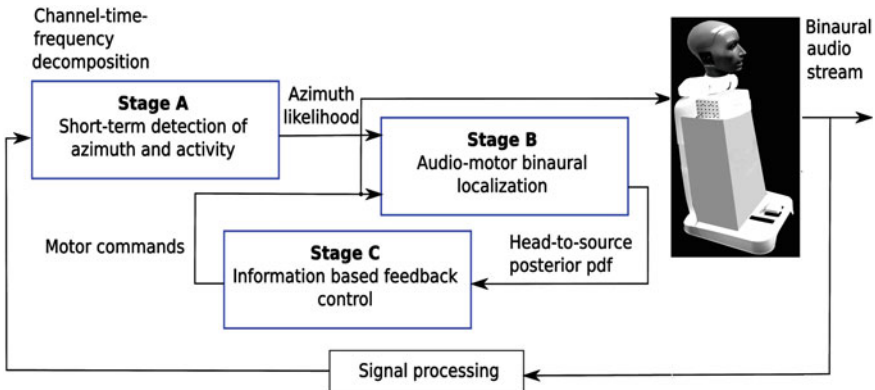 Channel-time-
frequency
decomposition
Stage A
Short-term detection of
azimuth and activity
Azimuth
likelihood
Stage B
Audio-motor binaural
localization
Binaural
audio
stream
Motor commands
Stage C
Information based feedback
control
Head-to-source
posterior pdf
Signal processing